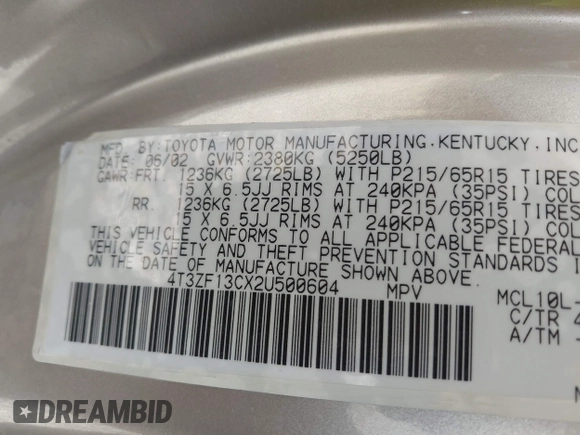 MFD. BY:TOYOTA MOTOR MANUFACTURING.KENTUCKY.INC
DATE: 06/02 GVWR:2380KG (5250LB)
GAWR:FRT. 1236KG (2725LB) WITH P215/65R15 TIRES
15 X 6.5JJ RIMS AT 240KPA (35PSI) COL
RR. 1236KG (2725LB) WITH P215/65R15 TIRES
15 X 6.5JJ RIMS AT 240KPA (35PSI) COL
THIS VEHICLE CONFORMS TO ALL APPLICABLE FEDERAL
VEHICLE SAFETY AND THEFT PREVENTION STANDARDS I
ON THE DATE OF MANUFACTURE SHOWN ABOVE.
4T3ZF13CX2U500604 MPV MCL10L-
C/TR 4
A/TM -
DREAMBID